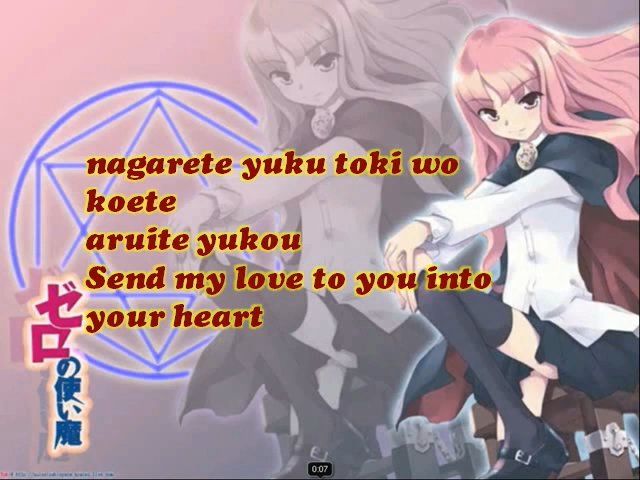 nagarete yuku toki wo
koete
aruite yukou
Send my love to you into
your heart
ゼロ
の使い魔
0:07